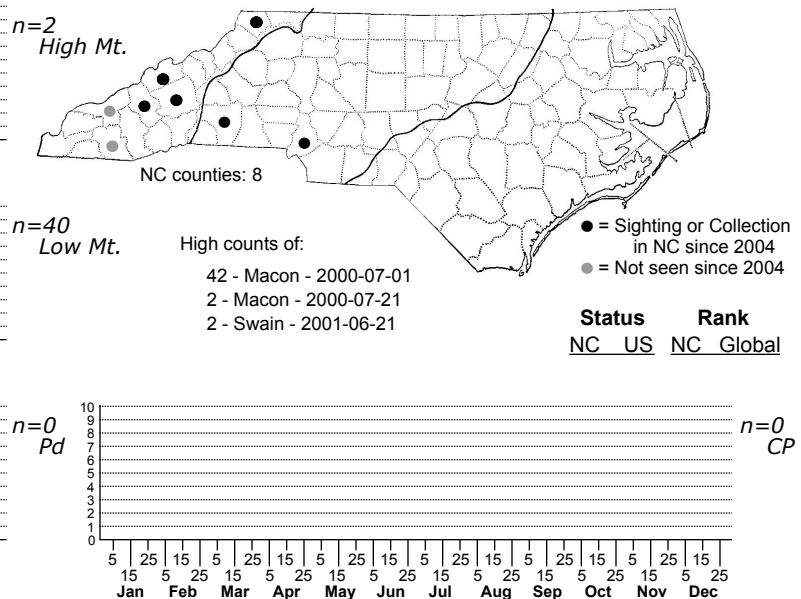 n=2
High Mt.
NC counties: 8
n=40
Low Mt.
High counts of:
42 - Macon - 2000-07-01
2 - Macon - 2000-07-21
2 - Swain - 2001-06-21
= Sighting or Collection
in NC since 2004
= Not seen since 2004
Status Rank
NC US NC Global
n=0
Pd
10
9
8
7
6
5
4
3
2
1
0
n=0
CP
5 25 15 5 25 15 5 25 15 5 25 15 5 25 15 5 25 15
15 5 25 15 5 25 15 5 25 15 5 25 15 5 25 15 5 25
Jan Feb Mar Apr May Jun Jul Aug Sep Oct Nov Dec